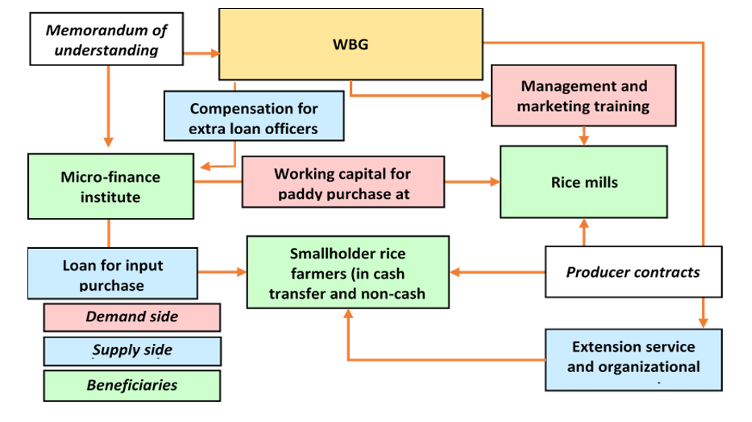 Memorandum of
understanding
WBG
Management and
marketing training
Compensation for
extra loan officers
Micro-finance
institute
Working capital for
paddy purchase at
Rice mills
Loan for input
purchase
Smallholder rice
farmers (in cash
transfer and non-cash
Producer contracts
Demand side
Supply side
Beneficiaries
Extension service
and organizational